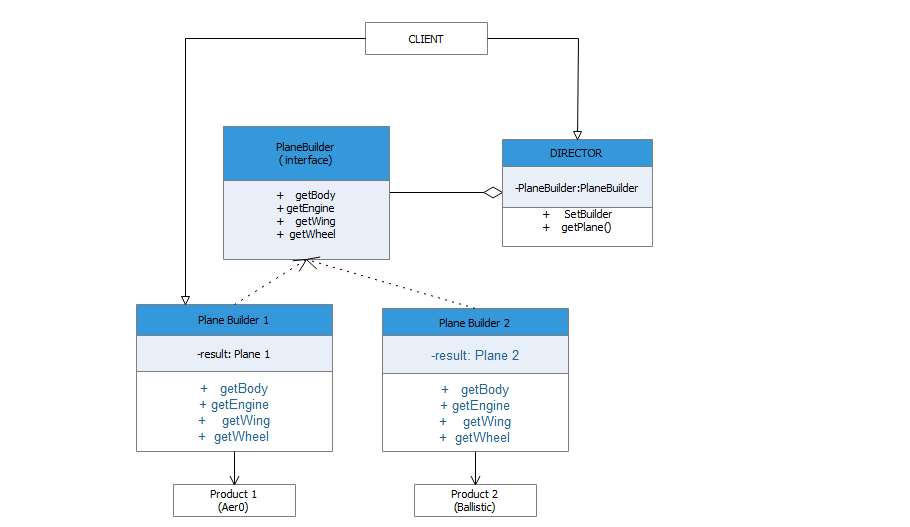 CLIENT
PlaneBuilder
( interface)
+ getBody
+ getEngine
+ getWing
+ getWheel
DIRECTOR
-PlaneBuilder:PlaneBuilder
+ SetBuilder
+ getPlane()
Plane Builder 1
-result: Plane 1
+ getBody
+ getEngine
+ getWing
+ getWheel
Plane Builder 2
-result: Plane 2
+ getBody
+ getEngine
+ getWing
+ getWheel
Product 1
(Aer0)
Product 2
(Ballistic)